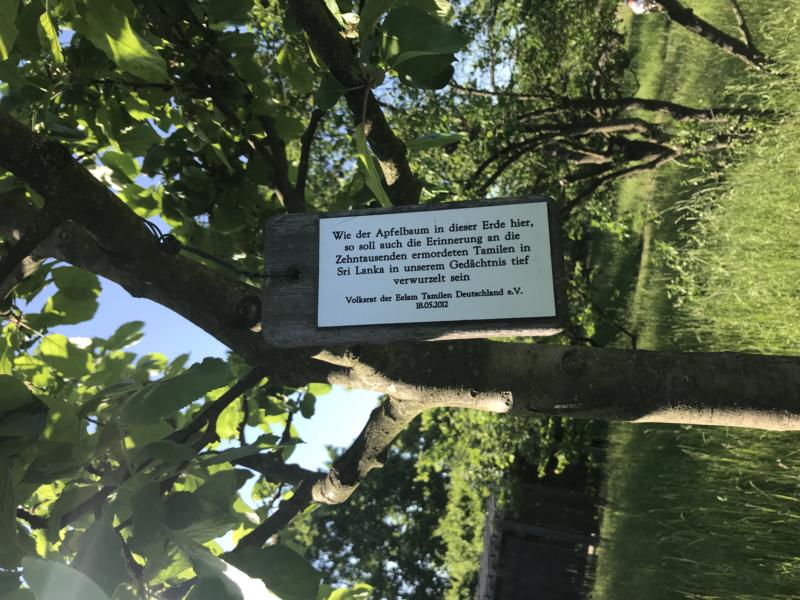 Wie der Apfelbaum in dieser Erde hier,
so soll auch die Erinnerung an die
Zehntausenden ermordeten Tamilen in
Sri Lanka in unserem Gedächtnis tief
verwurzelt sein
Volksrat der Eelam Tamilen Deutschland e.V.
18.05.2012